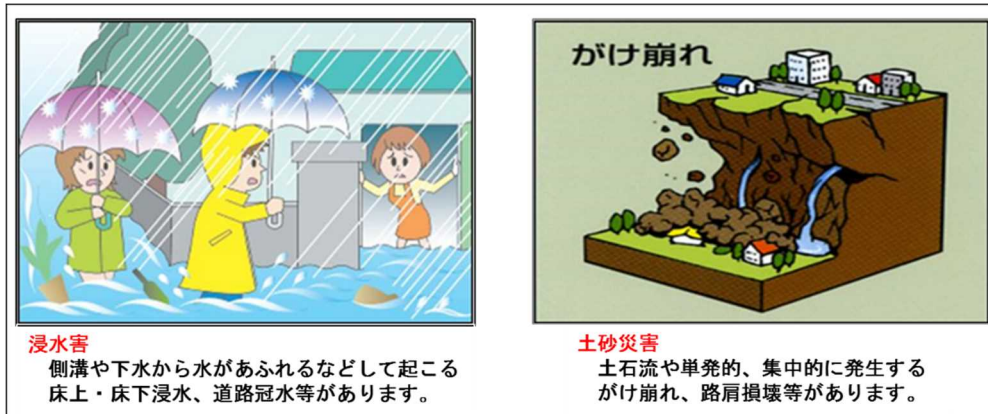 がけ崩れ
浸水害
側溝や下水から水があふれるなどして起こる
床上・床下浸水、道路冠水等があります。
土砂災害
土石流や単発的、集中的に発生する
がけ崩れ、路肩損壊等があります。